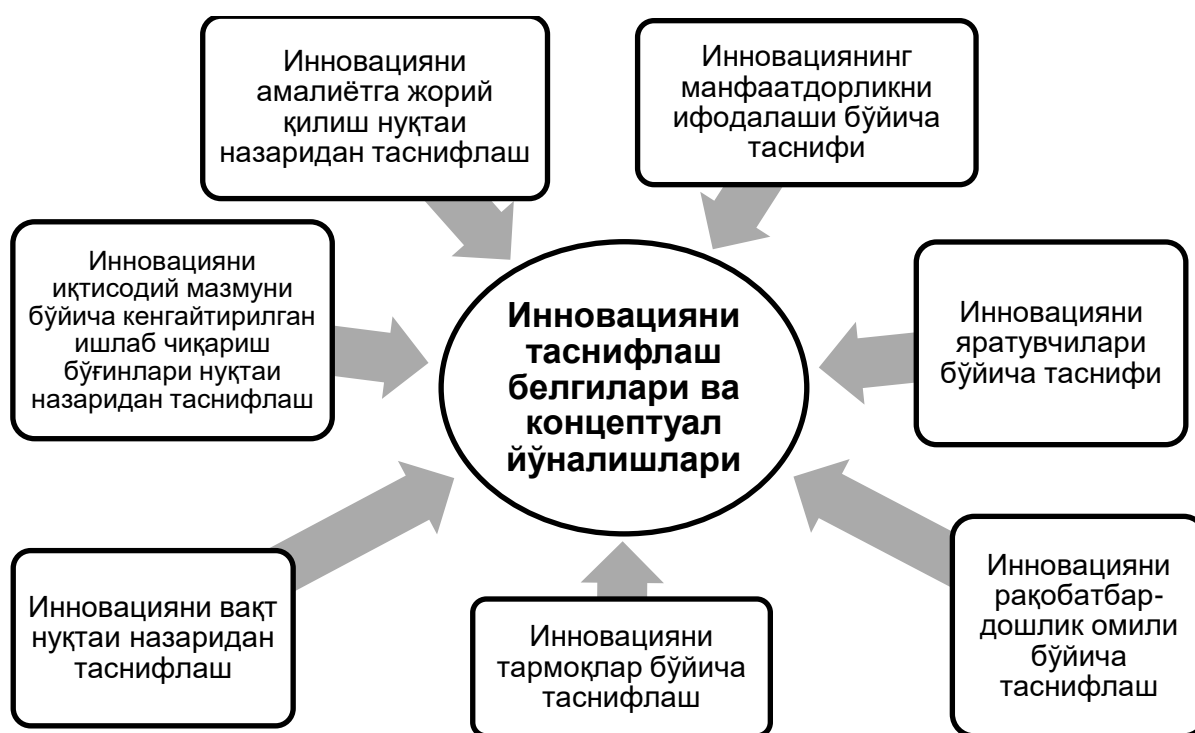 Инновацияни
амалиётга жорий
қилиш нуқтаи
назаридан таснифлаш
Инновациянинг
манфаатдорликни
ифодалаши бўйича
таснифи
Инновацияни
иқтисодий мазмуни
бўйича кенгайтирилган
ишлаб чиқариш
бўғинлари нуқтаи
назаридан таснифлаш
Инновацияни
таснифлаш
белгилари ва
концептуал
йўналишлари
Инновацияни
яратувчилари
бўйича таснифи
Инновацияни вақт
нуқтаи назаридан
таснифлаш
Инновацияни
тармоқлар бўйича
таснифлаш
Инновацияни
рақобатбар-
дошлик омили
бўйича
таснифлаш